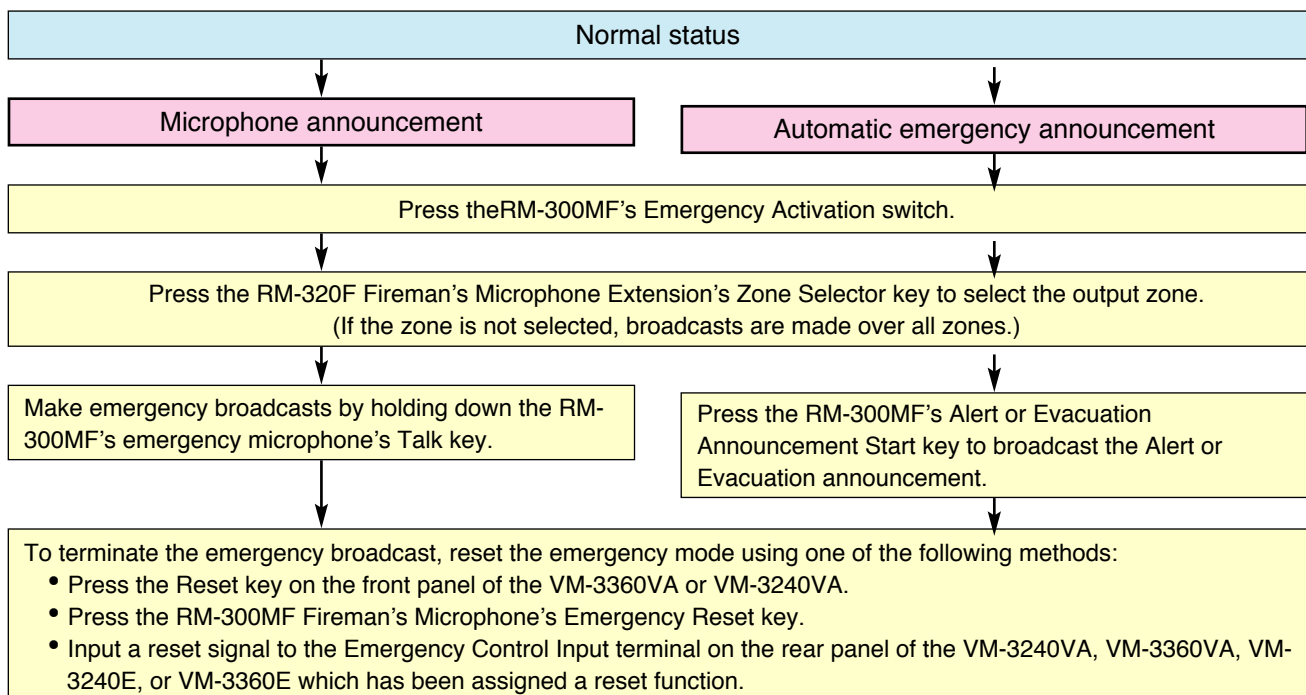 Normal status
Microphone announcement
Automatic emergency announcement
Press theRM-300MF's Emergency Activation switch.
Press the RM-320F Fireman's Microphone Extension's Zone Selector key to select the output zone.
(If the zone is not selected, broadcasts are made over all zones.)
Make emergency broadcasts by holding down the RM-
300MF's emergency microphone's Talk key.
Press the RM-300MF's Alert or Evacuation
Announcement Start key to broadcast the Alert or
Evacuation announcement.
To terminate the emergency broadcast, reset the emergency mode using one of the following methods:
• Press the Reset key on the front panel of the VM-3360VA or VM-3240VA.
• Press the RM-300MF Fireman's Microphone's Emergency Reset key.
• Input a reset signal to the Emergency Control Input terminal on the rear panel of the VM-3240VA, VM-3360VA, VM-
3240E, or VM-3360E which has been assigned a reset function.